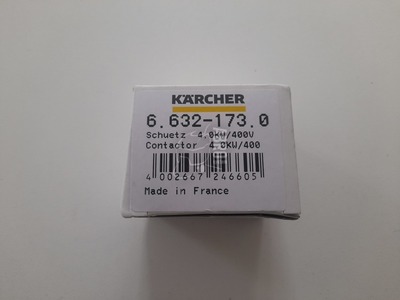 KÄRCHER
6.632-173.0
Schuetz 4.0KW/400V
Contactor 4.0KW/400
4 002667 246605
Made in France